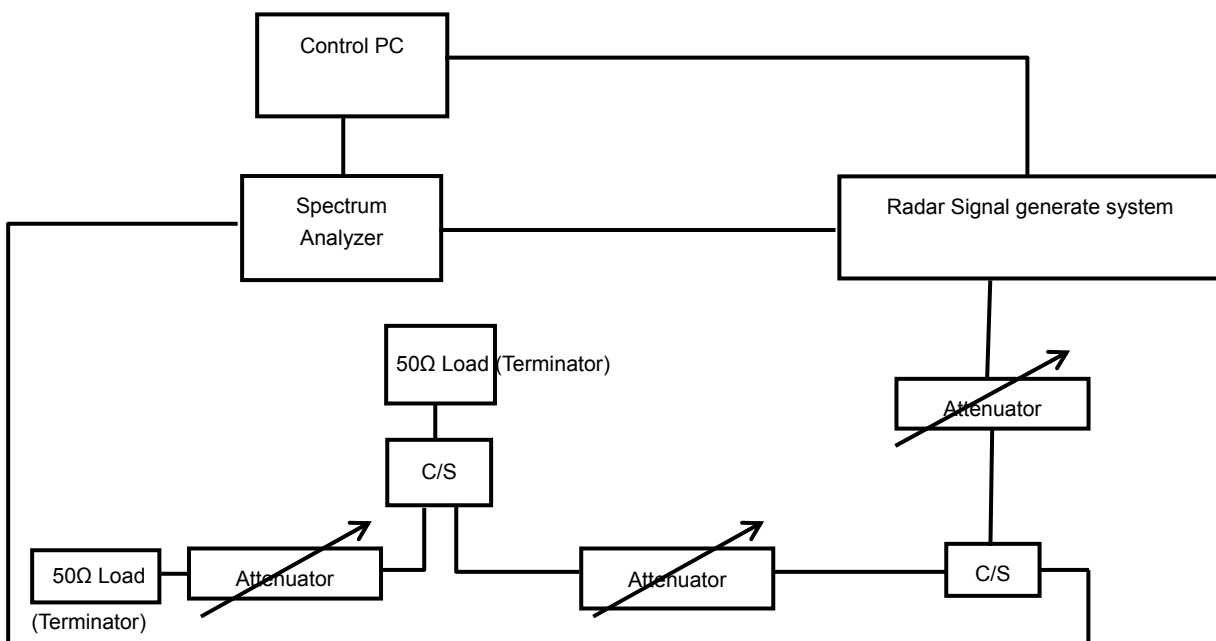 Control PC
Spectrum
Analyzer
Radar Signal generate system
50Ω Load (Terminator)
Attenuator
C/S
50Ω Load
(Terminator)
Attenuator
Attenuator
C/S